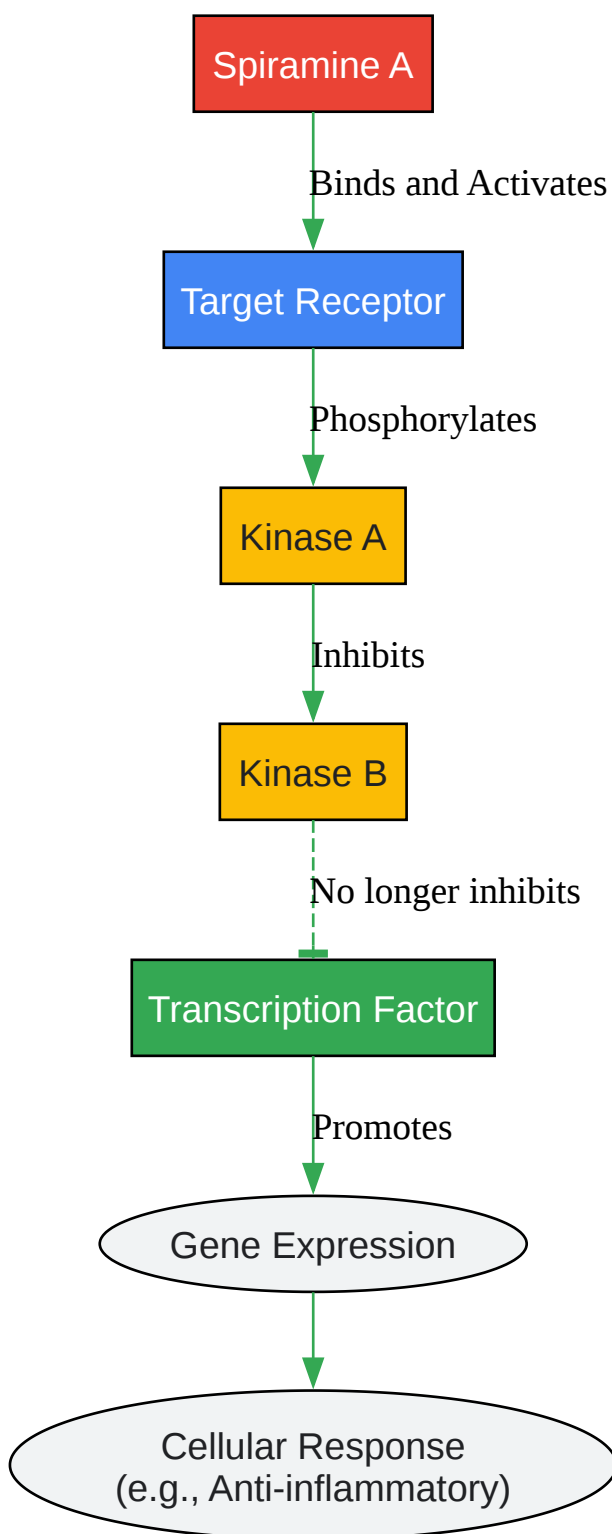 Spiramine A
Binds and Activates
Target Receptor
Phosphorylates
Kinase A
Inhibits
Kinase B
No longer inhibits
Transcription Factor
Promotes
Gene Expression
Cellular Response
(e.g., Anti-inflammatory)